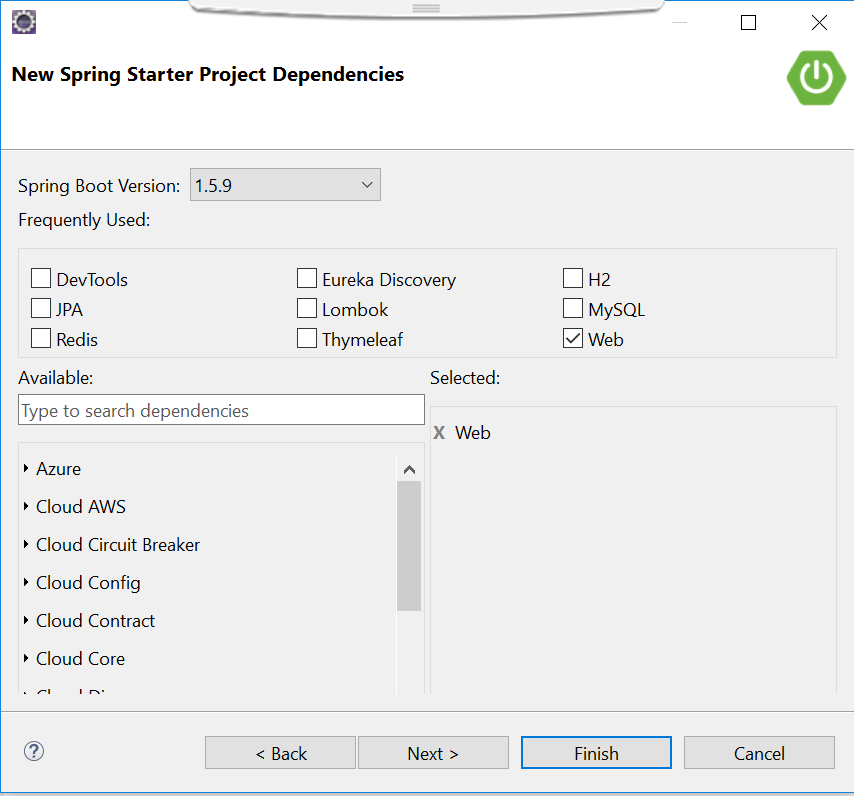 New Spring Starter Project Dependencies
Spring Boot Version: 1.5.9
Frequently Used:
DevTools Eureka Discovery H2
JPA Lombok MySQL
Redis Thymeleaf Web
Available: Selected:
Type to search dependencies
X Web
Azure
Cloud AWS
Cloud Circuit Breaker
Cloud Config
Cloud Contract
Cloud Core
? < Back Next > Finish Cancel